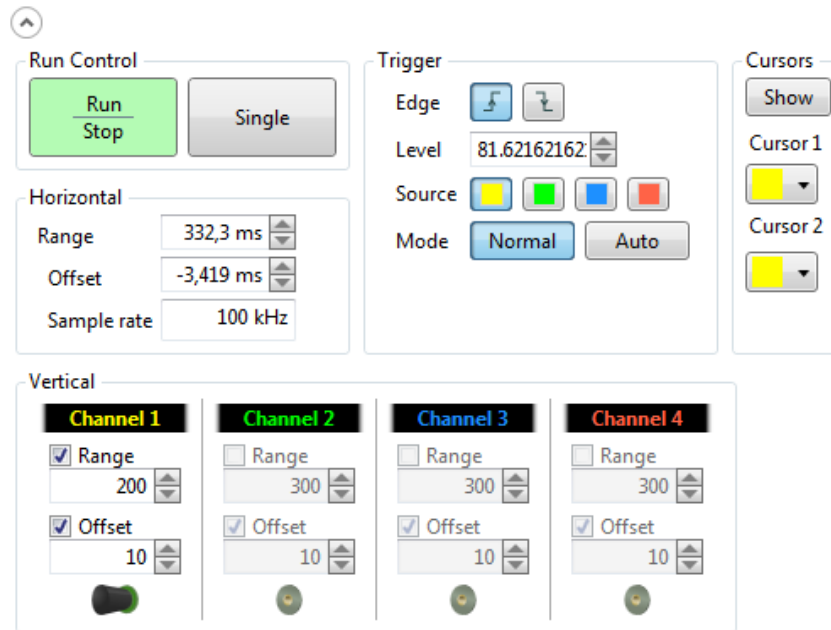 Run Control
Run
Stop
Single
Horizontal
Range 332,3 ms
Offset -3,419 ms
Sample rate 100 kHz
Trigger
Edge
Level 81.62162162
Source
Mode Normal Auto
Cursors
Show
Cursor 1
Cursor 2
Vertical
Channel 1 Channel 2 Channel 3 Channel 4
Range Range Range Range
200 300 300 300
Offset Offset Offset Offset
10 10 10 10